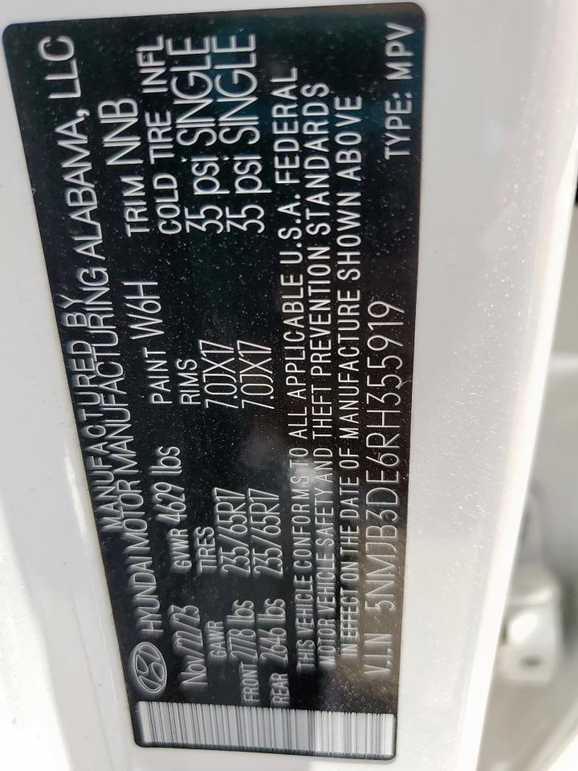 MANUFACTURED BY
HYUNDAI MOTOR MANUFACTURING ALABAMA, LLC
Nov/22/23 GVWR 4629 lbs PAINT W6H TRIM NNB
GAWR TIRES RIMS COLD TIRE INFL
FRONT 2778 lbs 235/65R17 7.0JX17 35 psi SINGLE
REAR 2646 lbs 235/65R17 7.0JX17 35 psi SINGLE
THIS VEHICLE CONFORMS TO ALL APPLICABLE U.S.A. FEDERAL
MOTOR VEHICLE SAFETY AND THEFT PREVENTION STANDARDS
IN EFFECT ON THE DATE OF MANUFACTURE SHOWN ABOVE
V.I.N 5NMJB3DE6RH355919 TYPE: MPV